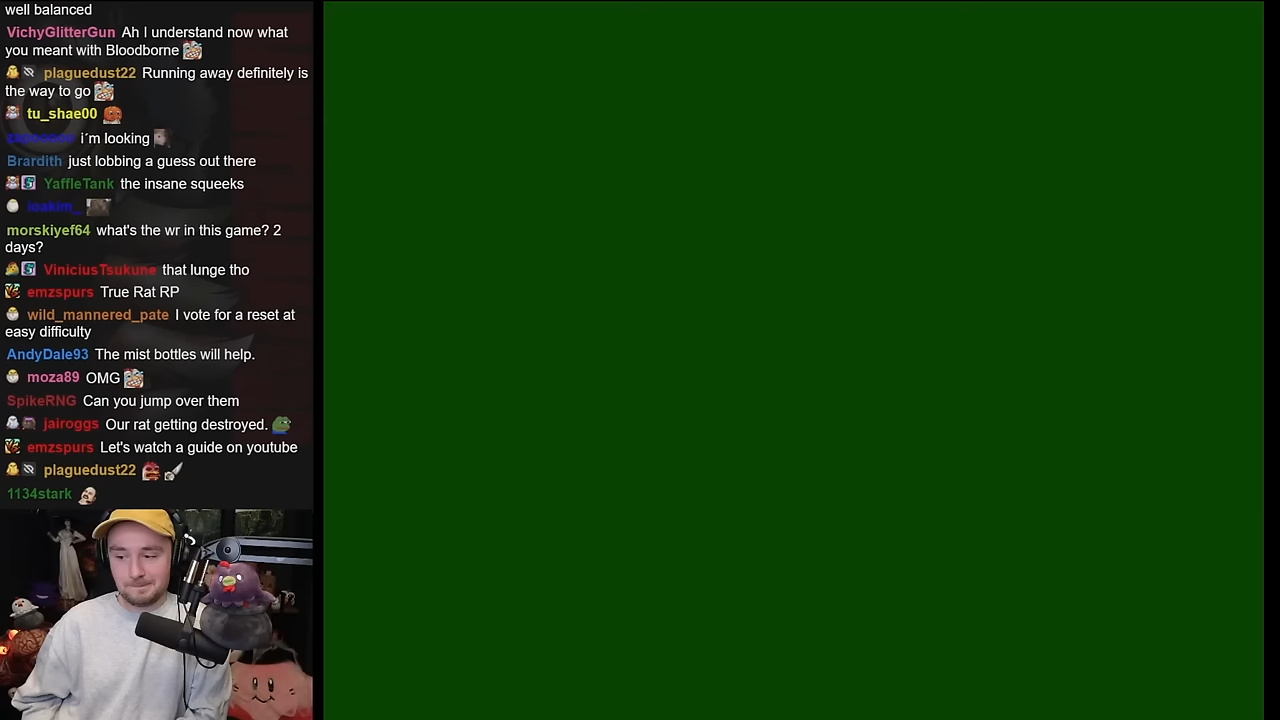 well balanced
VichyGlitterGun Ah I understand now what
you meant with Bloodborne
plaguedust22 Running away definitely is
the way to go
tu_shae00
i´m looking
Brardith just lobbing a guess out there
YaffleTank the insane squeeks
ioakim_
morskiyef64 what's the wr in this game? 2
days?
ViniciusTsukune that lunge tho
emzspurs True Rat RP
wild_mannered_pate I vote for a reset at
easy difficulty
AndyDale93 The mist bottles will help.
moza89 OMG
SpikeRNG Can you jump over them
jairoggs Our rat getting destroyed.
emzspurs Let's watch a guide on youtube
plaguedust22
1134stark